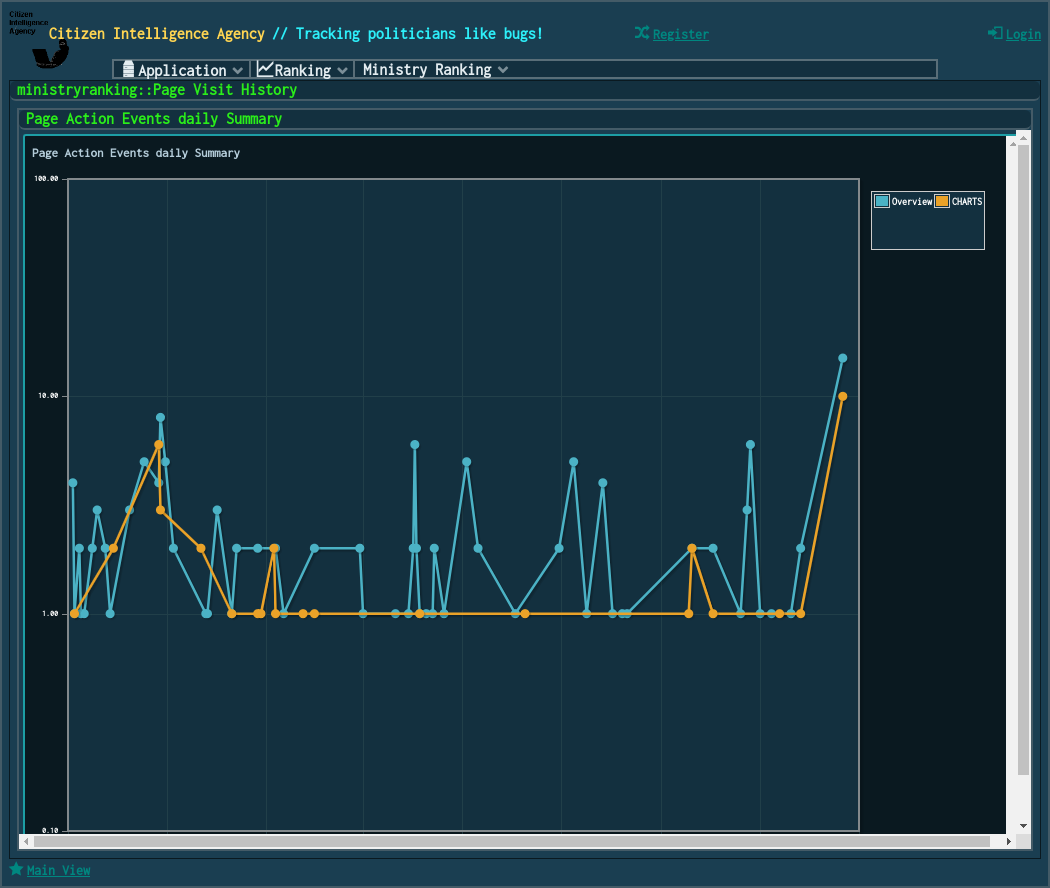 Citizen
Intelligence
Agency
Citizen Intelligence Agency // Tracking politicians like bugs!
Register
Login
Application
Ranking
Ministry Ranking
ministryranking::Page Visit History
Page Action Events daily Summary
Page Action Events daily Summary
100.00
Overview
CHARTS
10.00
1.00
0.10
Main View